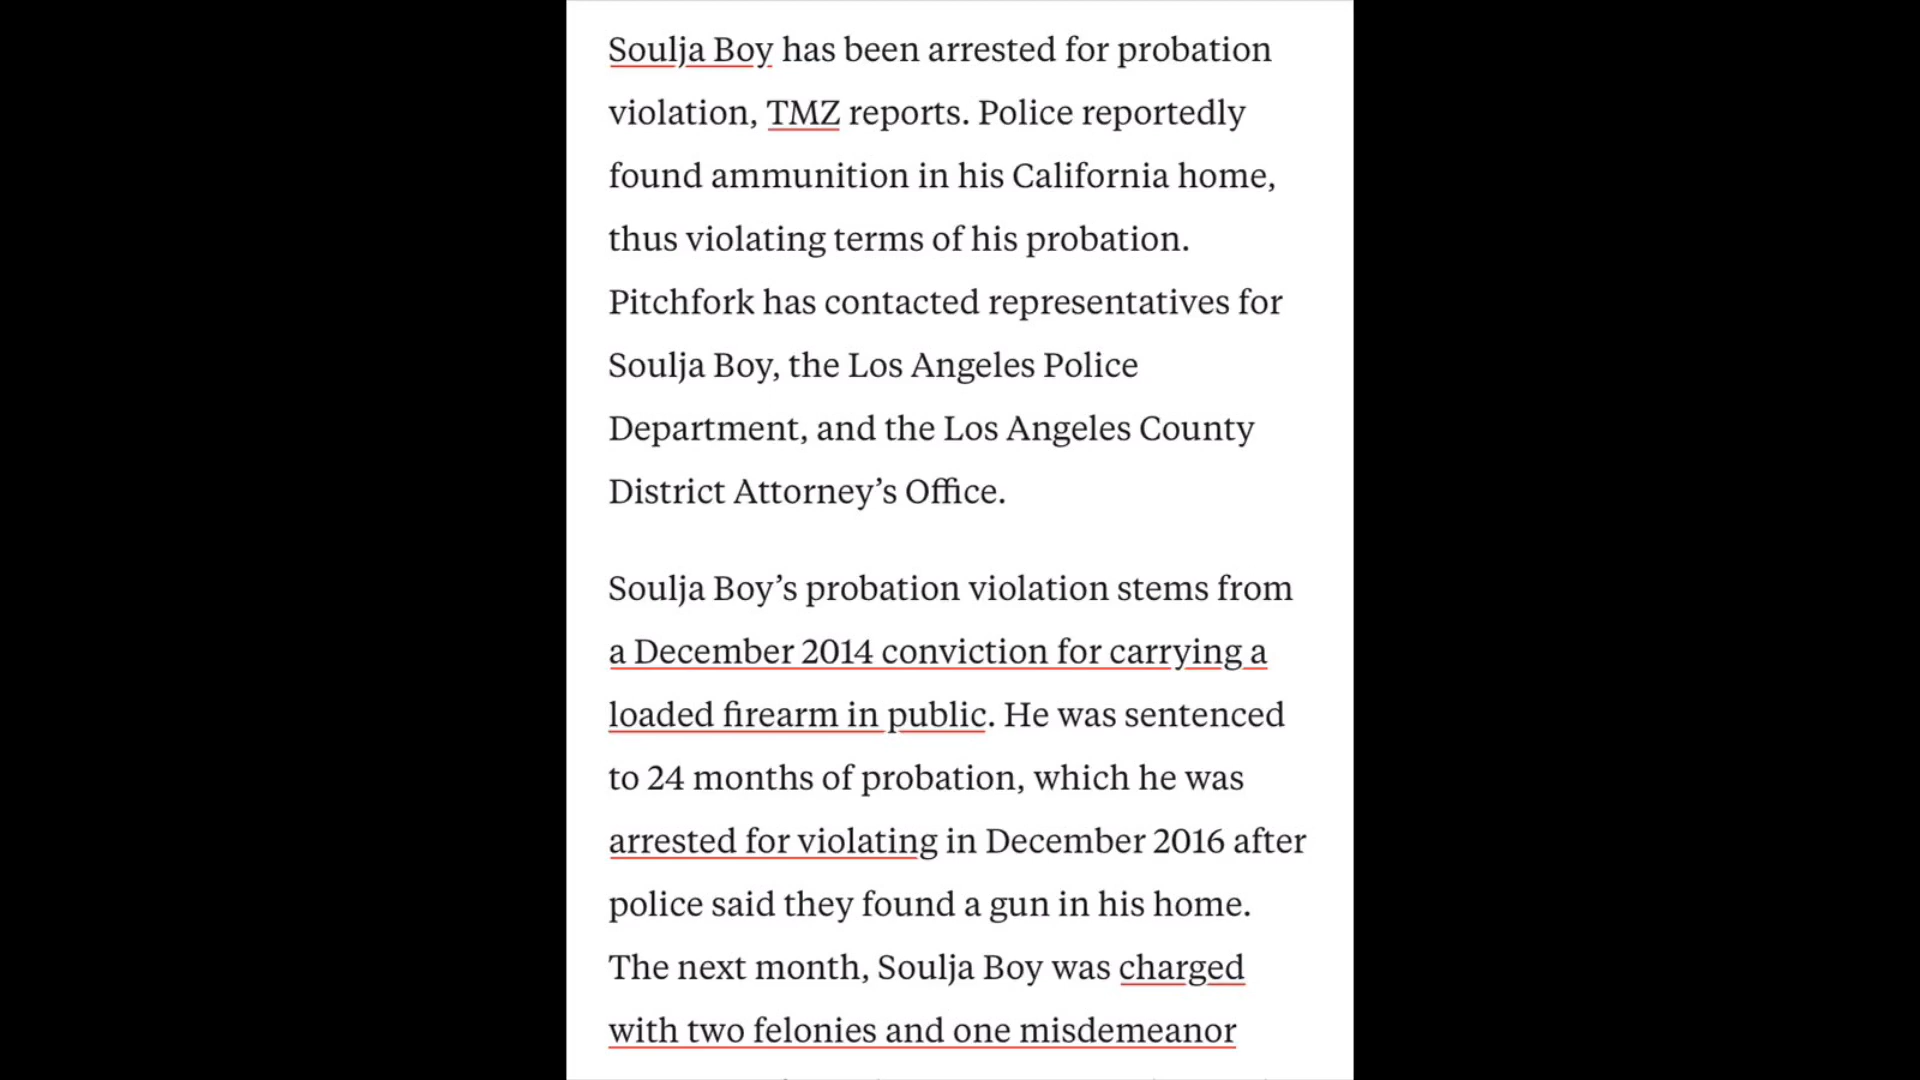 Soulja Boy has been arrested for probation
violation, TMZ reports. Police reportedly
found ammunition in his California home,
thus violating terms of his probation.
Pitchfork has contacted representatives for
Soulja Boy, the Los Angeles Police
Department, and the Los Angeles County
District Attorney’s Office.
Soulja Boy’s probation violation stems from
a December 2014 conviction for carrying a
loaded firearm in public. He was sentenced
to 24 months of probation, which he was
arrested for violating in December 2016 after
police said they found a gun in his home.
The next month, Soulja Boy was charged
with two felonies and one misdemeanor